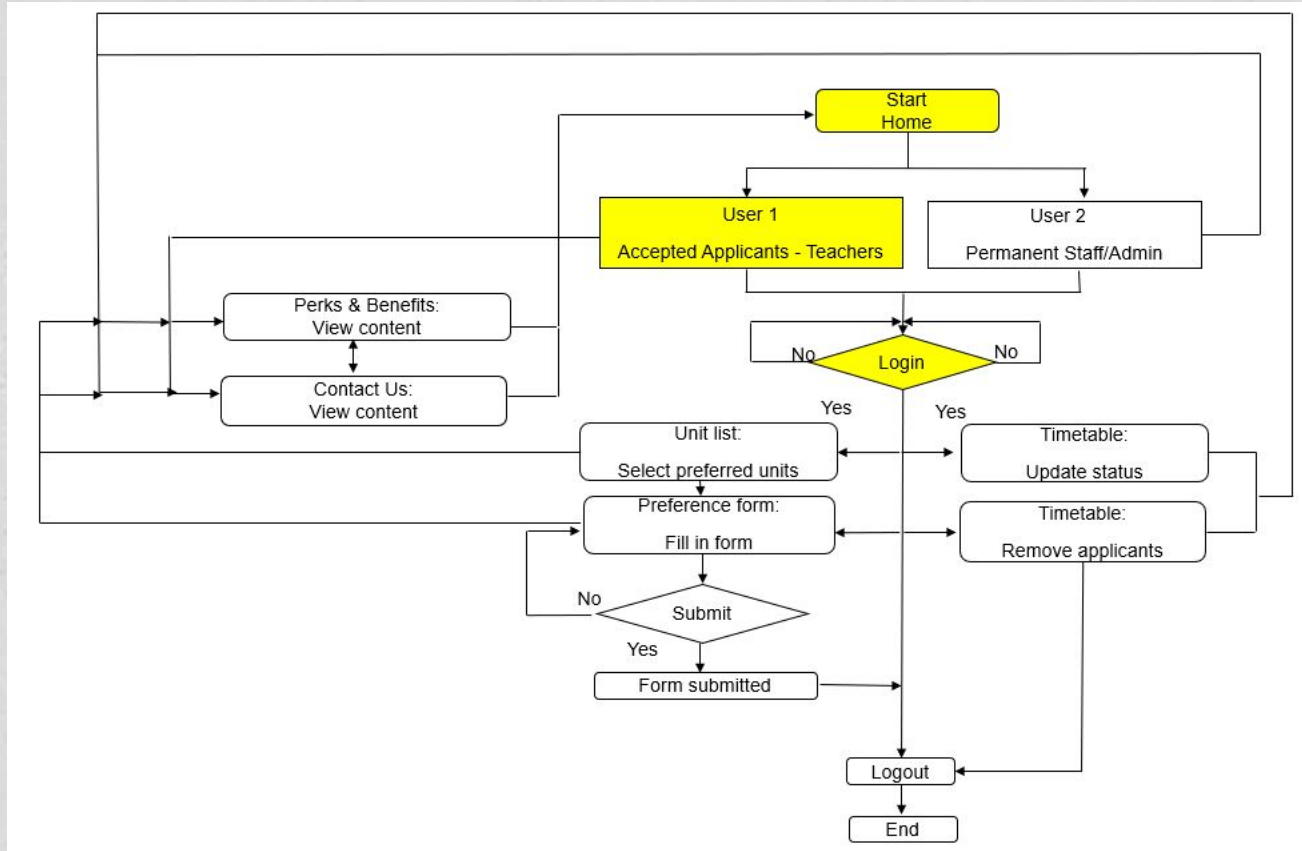 Start
Home
User 1
Accepted Applicants - Teachers
User 2
Permanent Staff/Admin
Perks & Benefits:
View content
Contact Us:
View content
No
Login
No
Yes
Yes
Unit list:
Select preferred units
Timetable:
Update status
Preference form:
Fill in form
Timetable:
Remove applicants
No
Submit
Yes
Form submitted
Logout
End